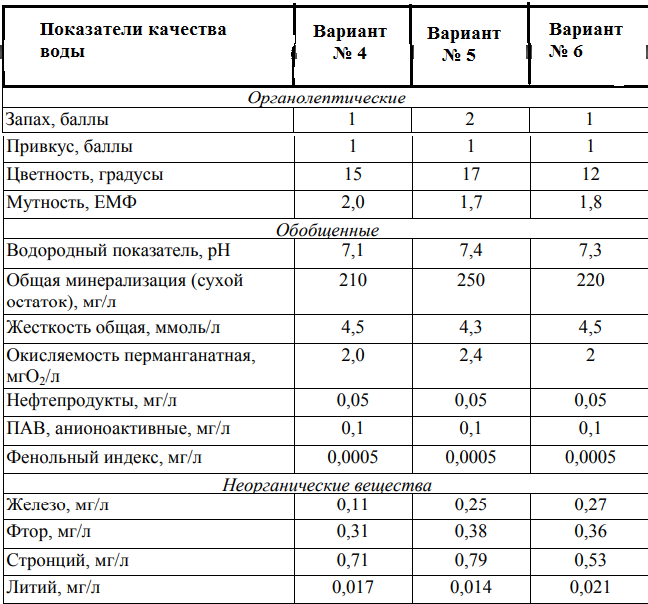 Показатели качества Вариант Вариант Вариант
воды № 4 № 5 № 6
Органолептические
Запах, баллы 1 2 1
Привкус, баллы 1 1 1
Цветность, градусы 15 17 12
Мутность, ЕМФ 2,0 1,7 1,8
Обобщенные
Водородный показатель, pH 7,1 7,4 7,3
Общая минерализация (сухой 210 250 220
остаток), мг/л
Жесткость общая, ммоль/л 4,5 4,3 4,5
Окисляемость перманганатная, 2,0 2,4 2
мгО₂/л
Нефтепродукты, мг/л 0,05 0,05 0,05
ПАВ, анионоактивные, мг/л 0,1 0,1 0,1
Фенольный индекс, мг/л 0,0005 0,0005 0,0005
Неорганические вещества
Железо, мг/л 0,11 0,25 0,27
Фтор, мг/л 0,31 0,38 0,36
Стронций, мг/л 0,71 0,79 0,53
Литий, мг/л 0,017 0,014 0,021